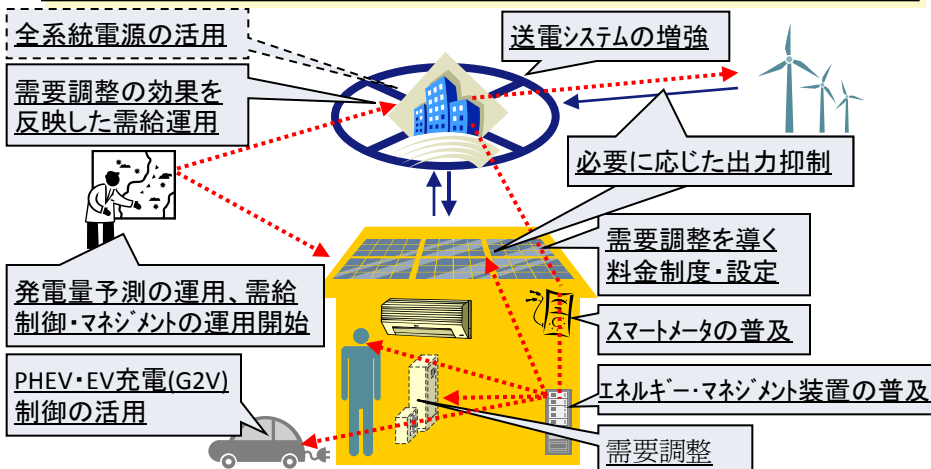 全系統電源の活用
送電システムの増強
需要調整の効果を
反映した需給運用
必要に応じた出力抑制
需要調整を導く
料金制度・設定
発電量予測の運用、需給
制御・マネジメントの運用開始
スマートメータの普及
PHEV・EV充電(G2V)
制御の活用
エネルギー・マネジメント装置の普及
需要調整